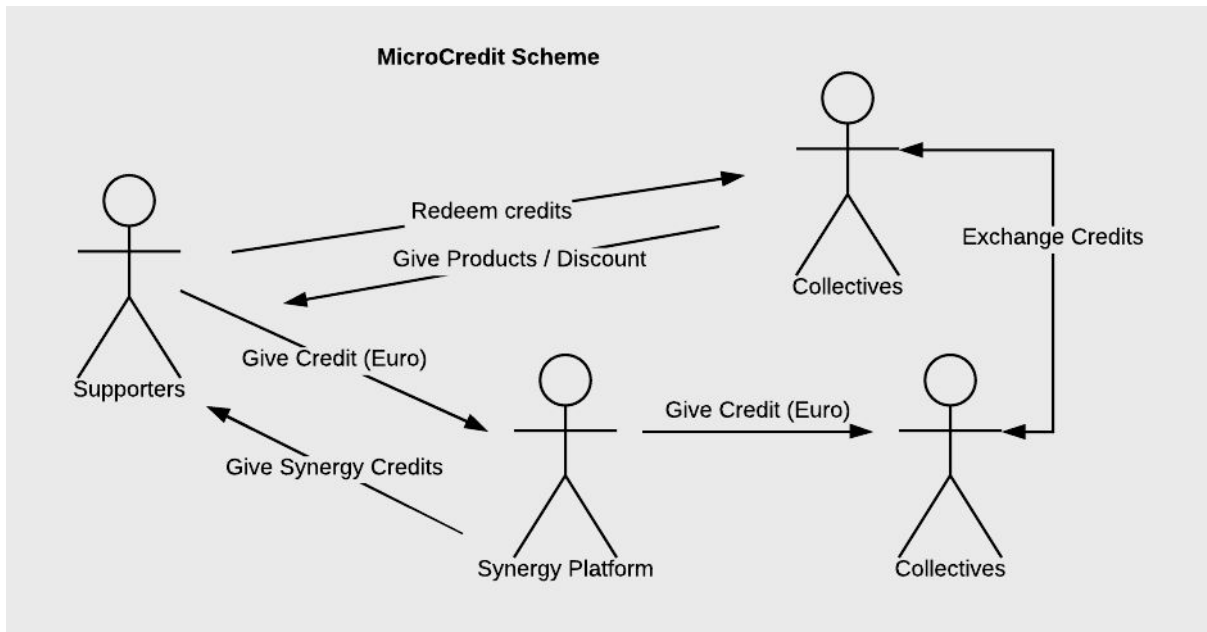 MicroCredit Scheme
Redeem credits
Give Products / Discount
Exchange Credits
Collectives
Supporters
Give Credit (Euro)
Give Credit (Euro)
Give Synergy Credits
Synergy Platform
Collectives